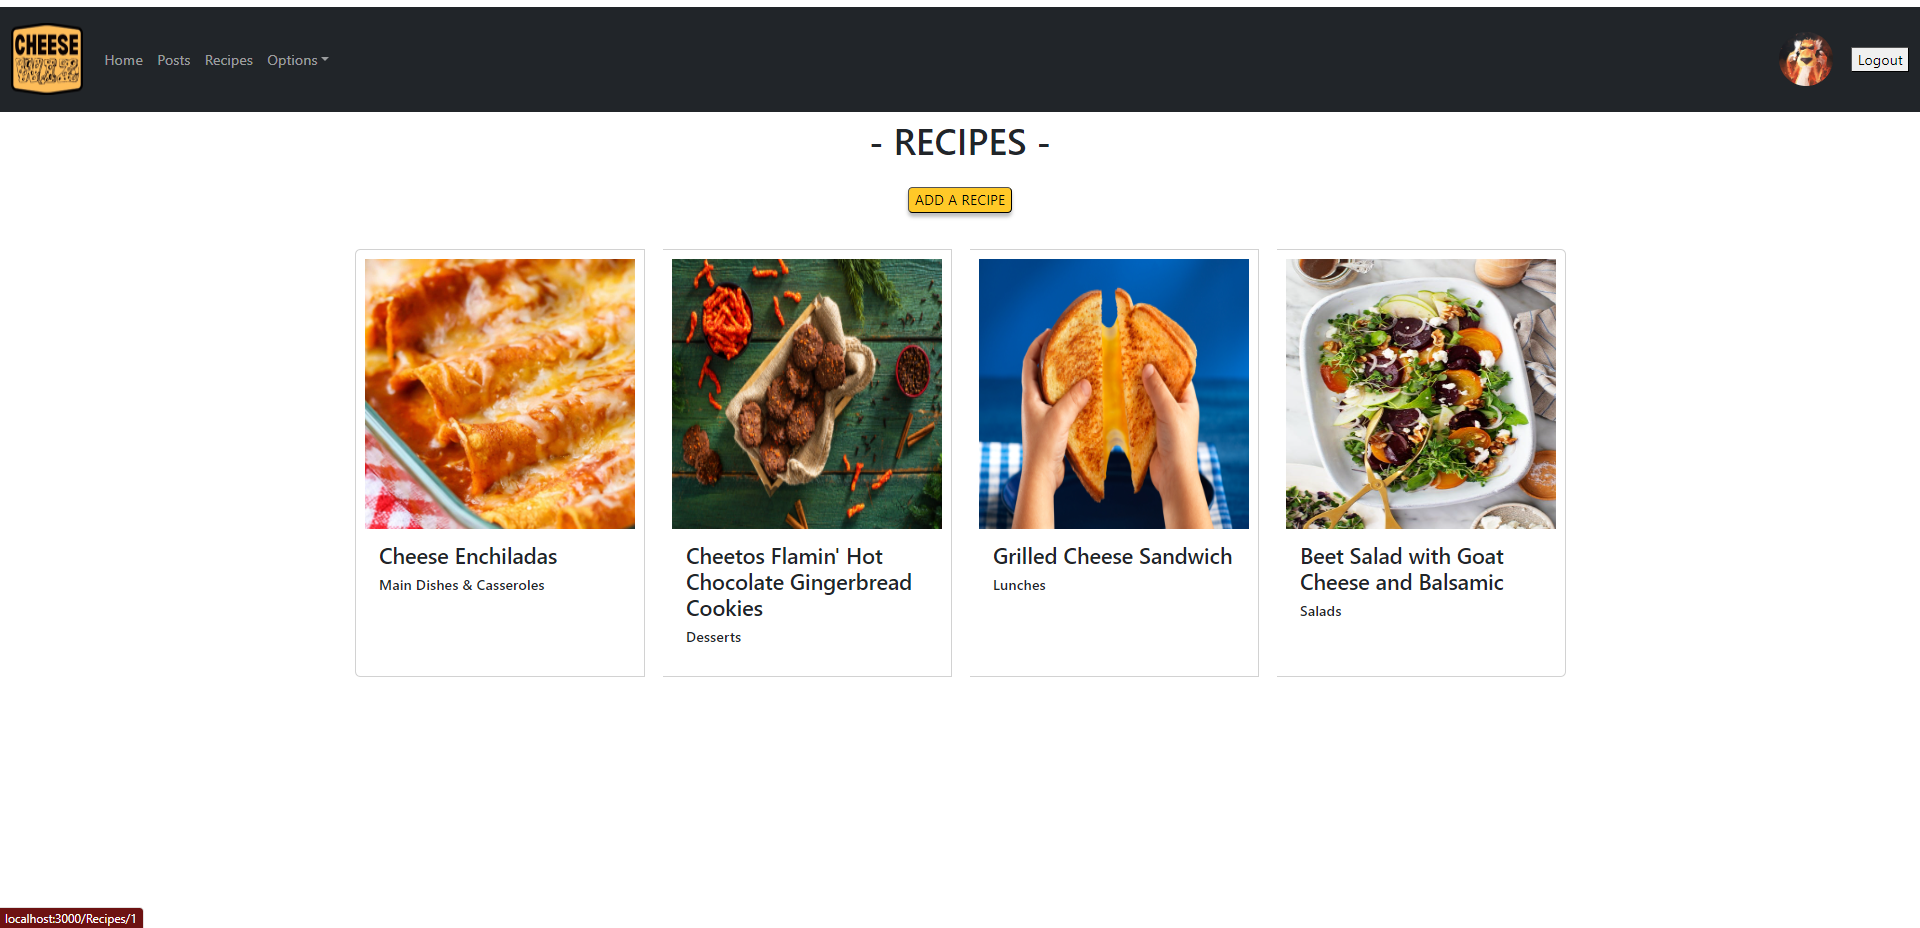 CHEESE
WIZ
Home Posts Recipes Options
Logout
- RECIPES -
ADD A RECIPE
Cheese Enchiladas
Main Dishes & Casseroles
Cheetos Flamin' Hot
Chocolate Gingerbread
Cookies
Desserts
Grilled Cheese Sandwich
Lunches
Beet Salad with Goat
Cheese and Balsamic
Salads
localhost:3000/Recipes/1